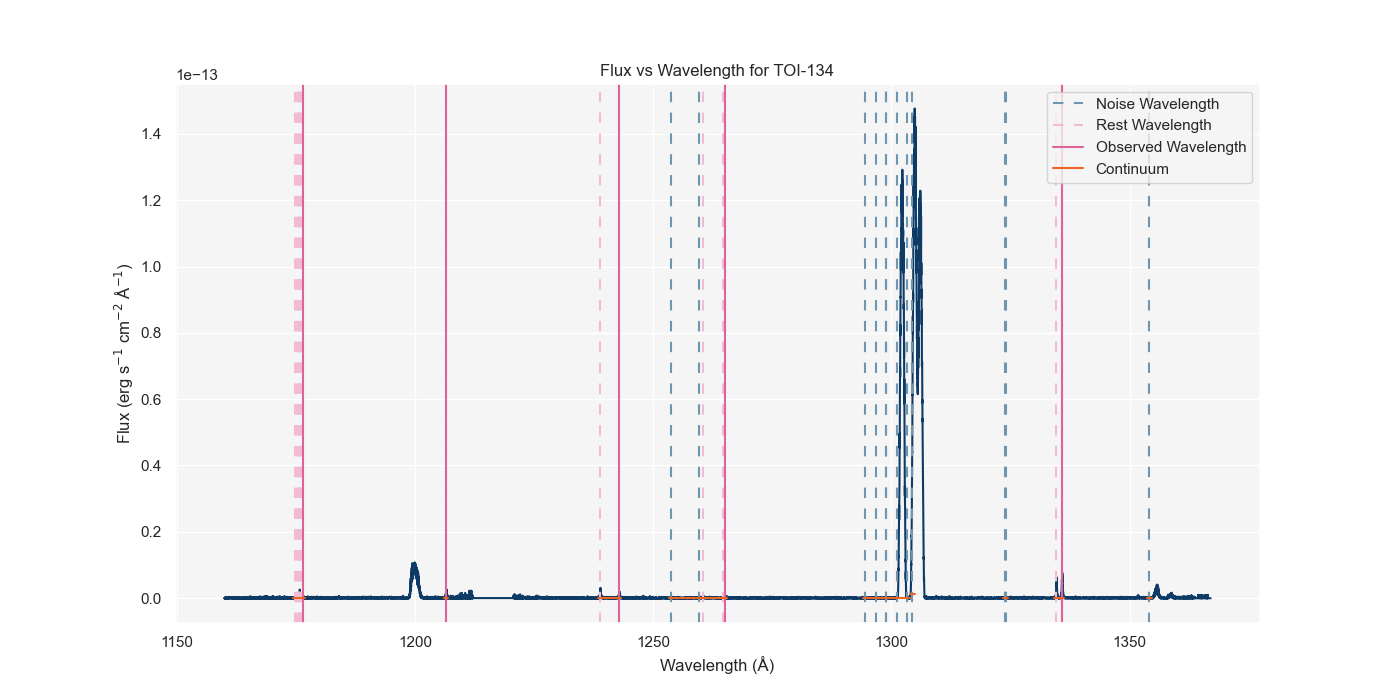 Flux vs Wavelength for TOI-134
1e−13
1.4
1.2
1.0
0.8
0.6
0.4
0.2
0.0
Flux (erg s⁻¹ cm⁻² Å⁻¹)
Noise Wavelength
Rest Wavelength
Observed Wavelength
Continuum
1150 1200 1250 1300 1350
Wavelength (Å)